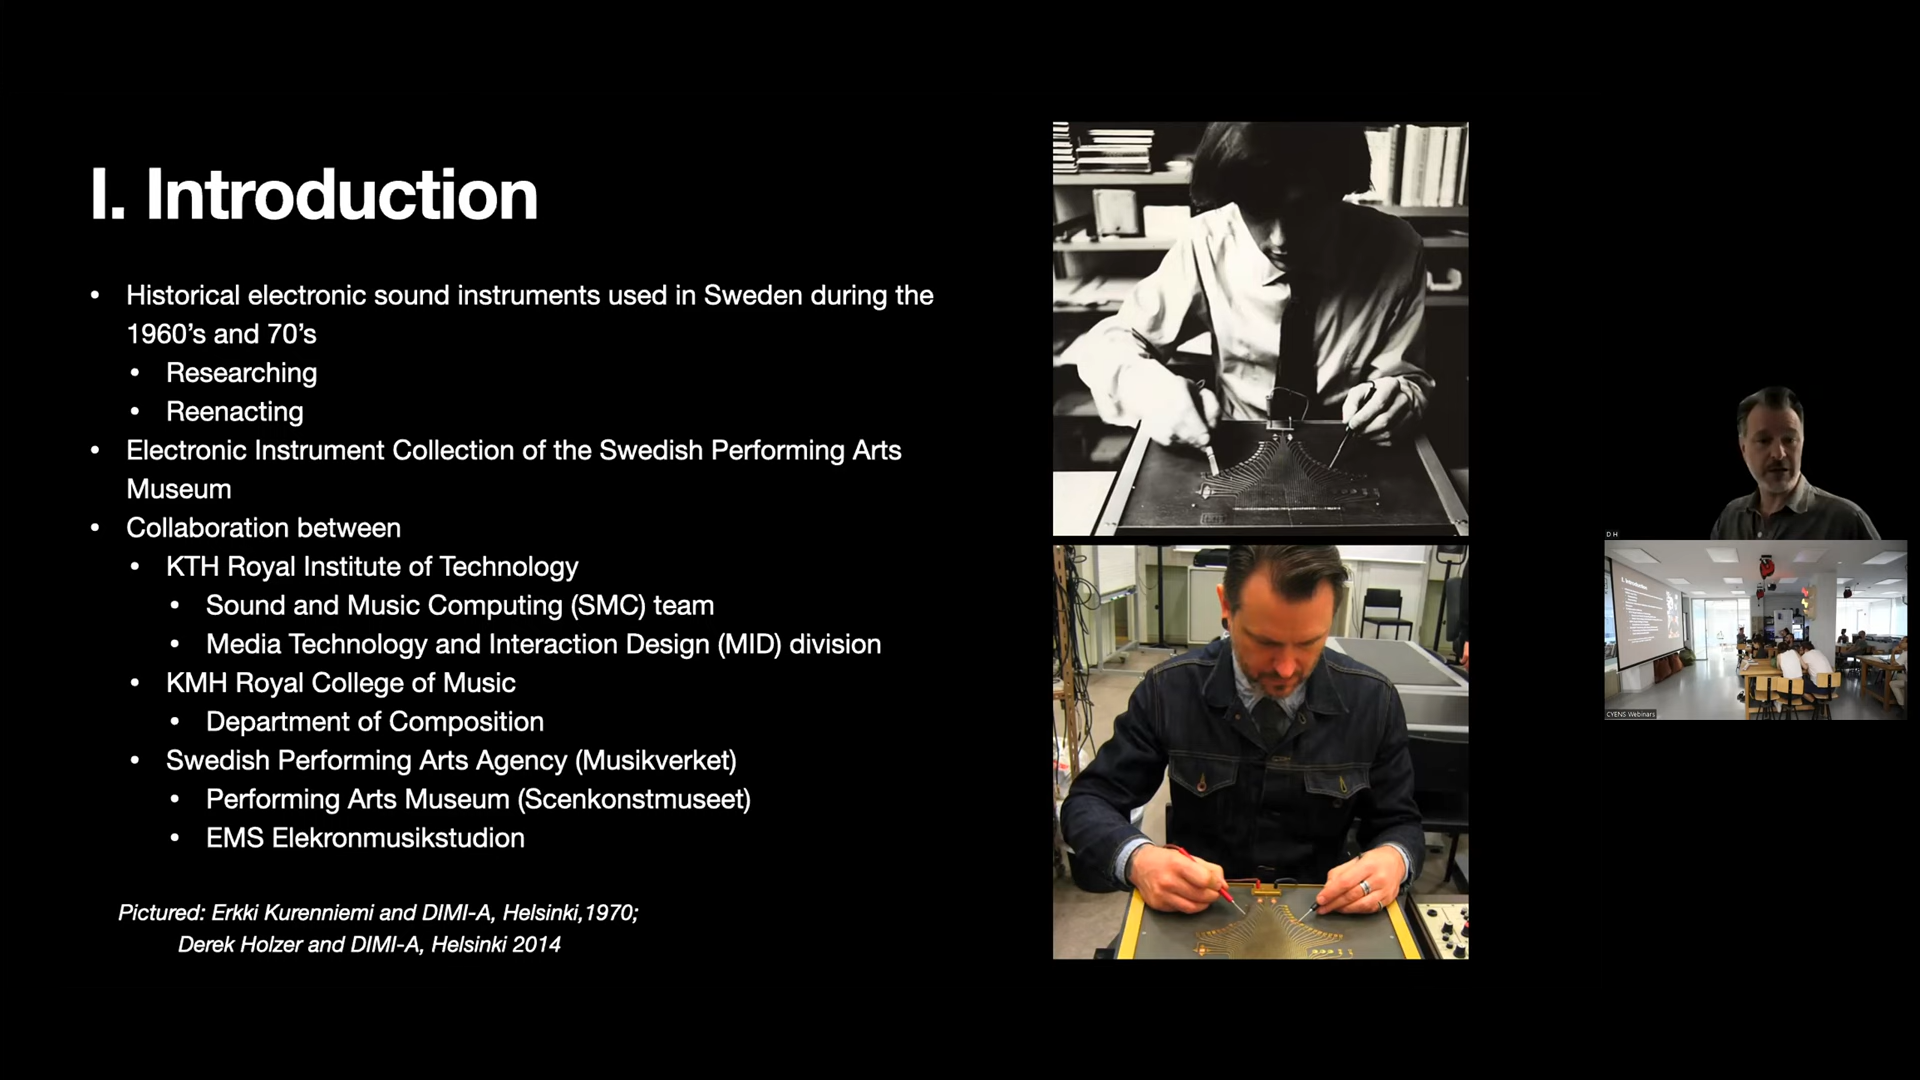 I. Introduction
• Historical electronic sound instruments used in Sweden during the
1960’s and 70’s
• Researching
• Reenacting
• Electronic Instrument Collection of the Swedish Performing Arts
Museum
• Collaboration between
• KTH Royal Institute of Technology
• Sound and Music Computing (SMC) team
• Media Technology and Interaction Design (MID) division
• KMH Royal College of Music
• Department of Composition
• Swedish Performing Arts Agency (Musikverket)
• Performing Arts Museum (Scenkonstmuseet)
• EMS Elekronmusikstudion
Pictured: Erkki Kurenniemi and DIMI-A, Helsinki,1970;
Derek Holzer and DIMI-A, Helsinki 2014
D H
I. Introduction
CYENS Webinars